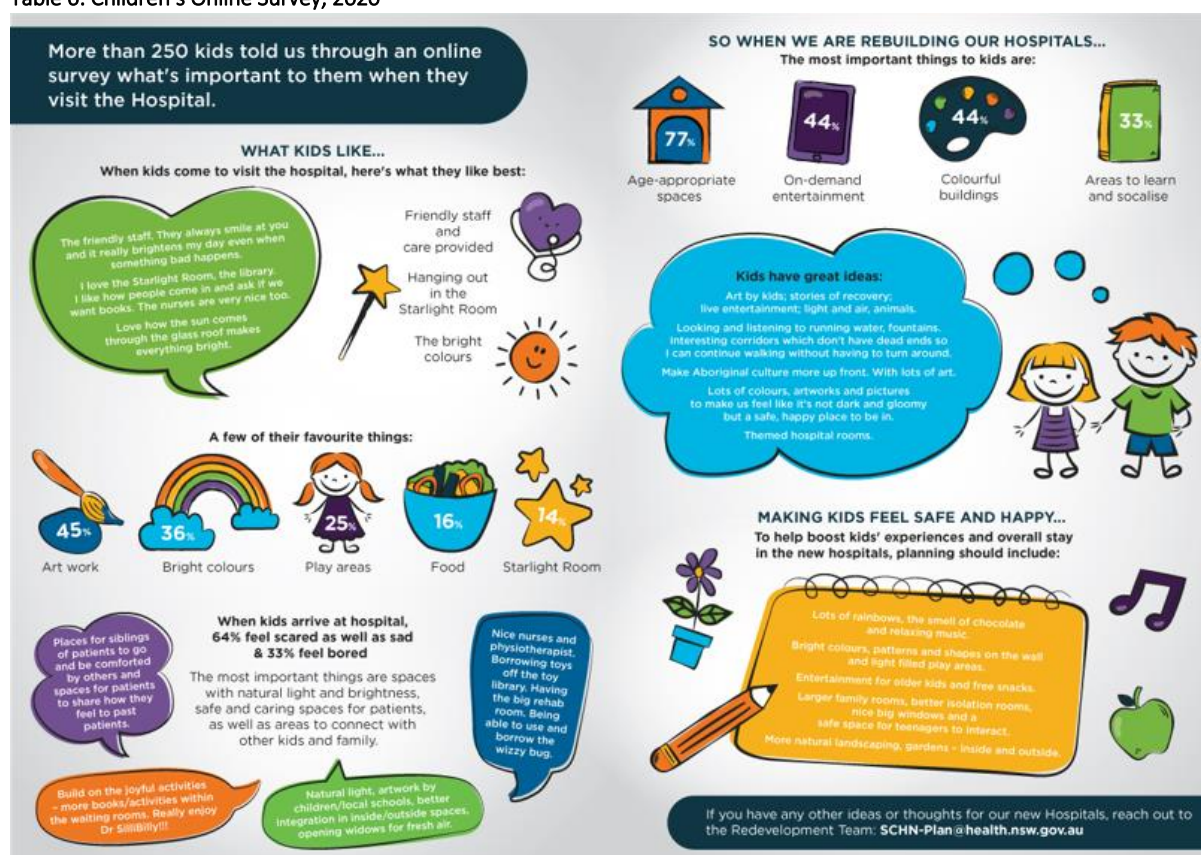 Table 6: Children's Online Survey, 2020
More than 250 kids told us through an online
survey what's important to them when they
visit the Hospital.
WHAT KIDS LIKE...
When kids come to visit the hospital, here's what they like best:
The friendly staff. They always smile at you
and it really brightens my day even when
something bad happens.
I love the Starlight Room, the library.
I like how people come in and ask if we
want books. The nurses are very nice too.
Love how the sun comes
through the glass roof makes
everything bright.
Friendly staff
and
care provided
Hanging out
in the
Starlight Room
The bright
colours
A few of their favourite things:
45%
36%
25%
16%
14%
Art work
Bright colours
Play areas
Food
Starlight Room
Places for siblings
of patients to go
and be comforted
by others and
spaces for patients
to share how they
feel to past
patients.
When kids arrive at hospital,
64% feel scared as well as sad
& 33% feel bored
The most important things are spaces
with natural light and brightness,
safe and caring spaces for patients,
as well as areas to connect with
other kids and family.
Nice nurses and
physiotherapist.
Borrowing toys
off the toy
library. Having
the big rehab
room. Being
able to use and
borrow the
wizzy bug.
Build on the joyful activities
- more books/activities within
the waiting rooms. Really enjoy
Dr SilliBilly!!!
Natural light, artwork by
children/local schools, better
integration in inside/outside spaces,
opening widows for fresh air.
SO WHEN WE ARE REBUILDING OUR HOSPITALS...
The most important things to kids are:
77%
44%
44%
33%
Age-appropriate
spaces
On-demand
entertainment
Colourful
buildings
Areas to learn
and socalise
Kids have great ideas:
Art by kids; stories of recovery;
live entertainment; light and air, animals.
Looking and listening to running water, fountains.
Interesting corridors which don't have dead ends so
I can continue walking without having to turn around.
Make Aboriginal culture more up front. With lots of art.
Lots of colours, artworks and pictures
to make us feel like it's not dark and gloomy
but a safe, happy place to be in.
Themed hospital rooms.
MAKING KIDS FEEL SAFE AND HAPPY...
To help boost kids' experiences and overall stay
in the new hospitals, planning should include:
Lots of rainbows, the smell of chocolate
and relaxing music.
Bright colours, patterns and shapes on the wall
and light filled play areas.
Entertainment for older kids and free snacks.
Larger family rooms, better isolation rooms,
nice big windows and a
safe space for teenagers to interact.
More natural landscaping, gardens - inside and outside.
If you have any other ideas or thoughts for our new Hospitals, reach out to
the Redevelopment Team: SCHN-Plan@health.nsw.gov.au